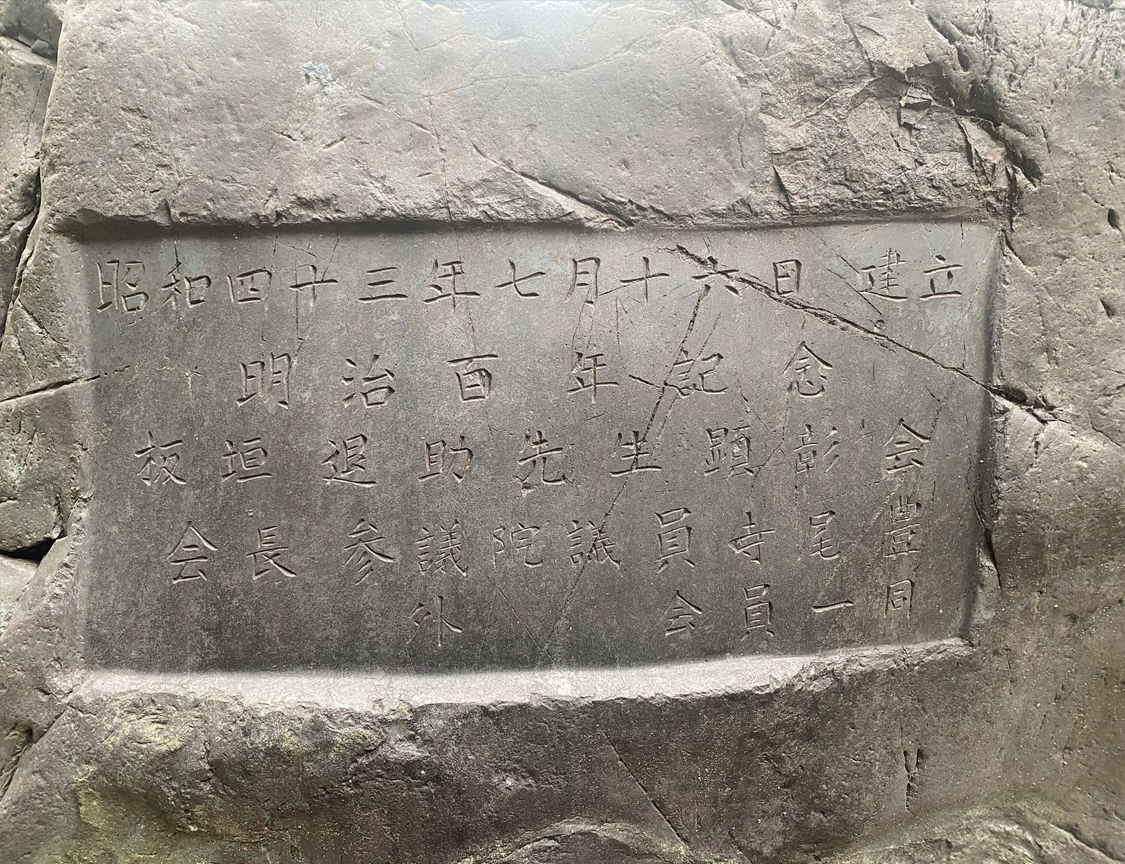 昭和四十三年七月十六日 建立
明治百年記念
板垣退助先生顕彰会
会長 参議院議員 寺尾豊
外 会員一同